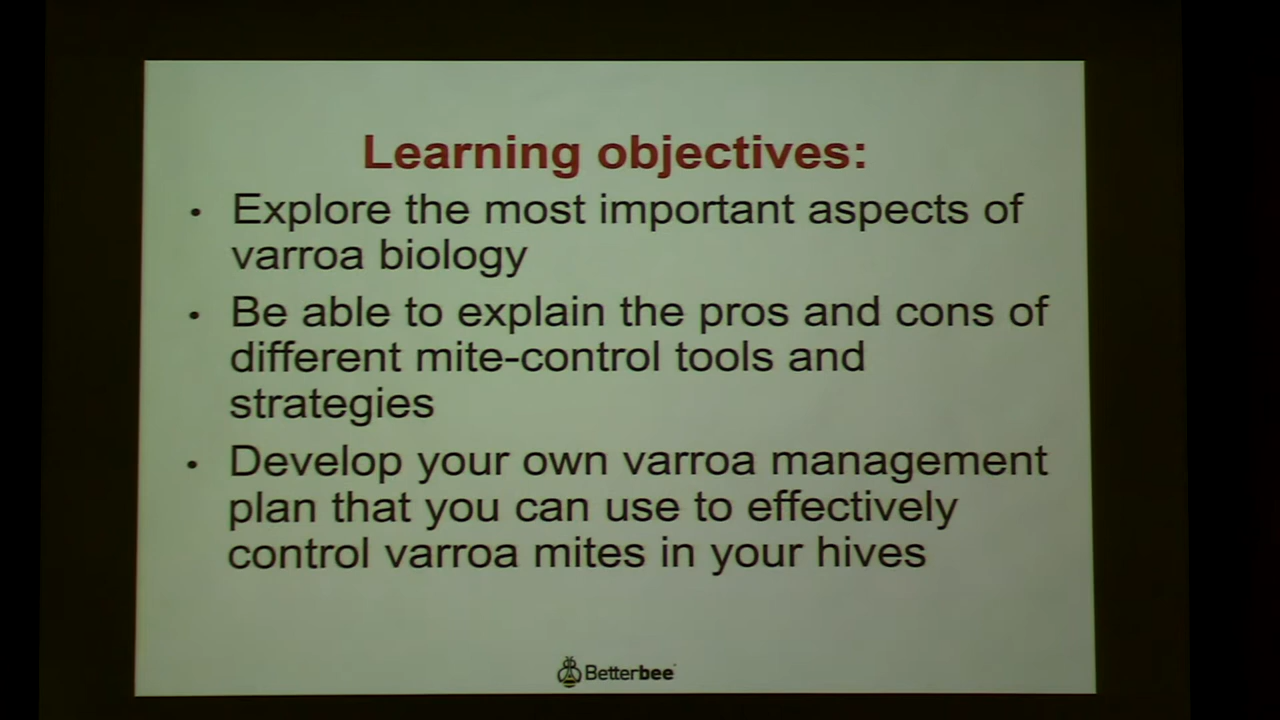 Learning objectives:
• Explore the most important aspects of
varroa biology
• Be able to explain the pros and cons of
different mite-control tools and
strategies
• Develop your own varroa management
plan that you can use to effectively
control varroa mites in your hives
Betterbee